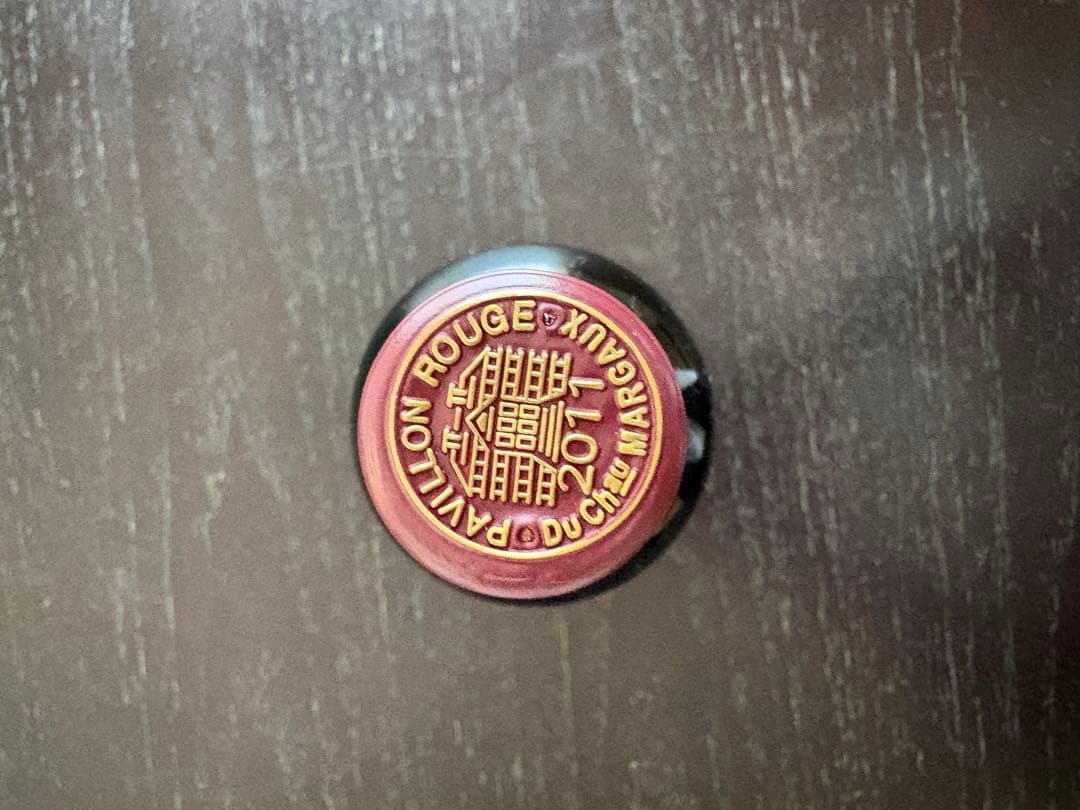 PAVILLON ROUGE
DU Chau MARGAUX
2011